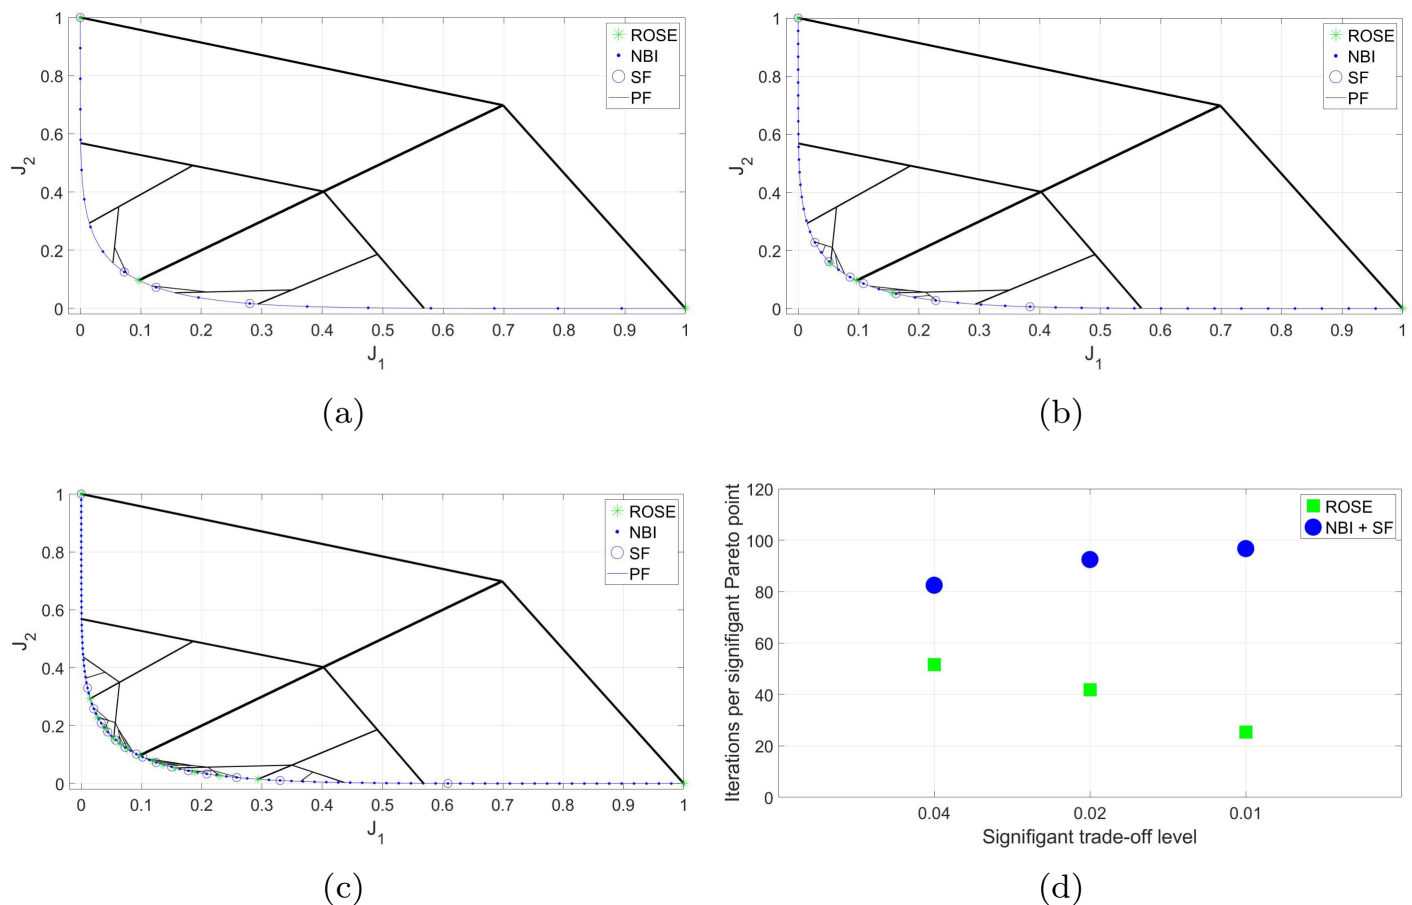 1
0.8
0.6
0.4
0.2
0
J2
0 0.1 0.2 0.3 0.4 0.5 0.6 0.7 0.8 0.9 1
J1
ROSE
NBI
SF
PF
(a)
1
0.8
0.6
0.4
0.2
0
J2
0 0.1 0.2 0.3 0.4 0.5 0.6 0.7 0.8 0.9 1
J1
ROSE
NBI
SF
PF
(b)
1
0.8
0.6
0.4
0.2
0
J2
0 0.1 0.2 0.3 0.4 0.5 0.6 0.7 0.8 0.9 1
J1
ROSE
NBI
SF
PF
(c)
120
100
80
60
40
20
0
Iterations per signifigant Pareto point
0.04 0.02 0.01
Signifigant trade-off level
ROSE
NBI + SF
(d)